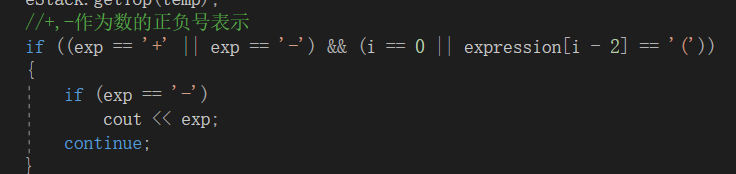 eStack.getTop(temp);
//+,-作为数的正负号表示
if ((exp == '+' || exp == '-') && (i == 0 || expression[i - 2] == '('))
{
if (exp == '-')
cout << exp;
continue;
}